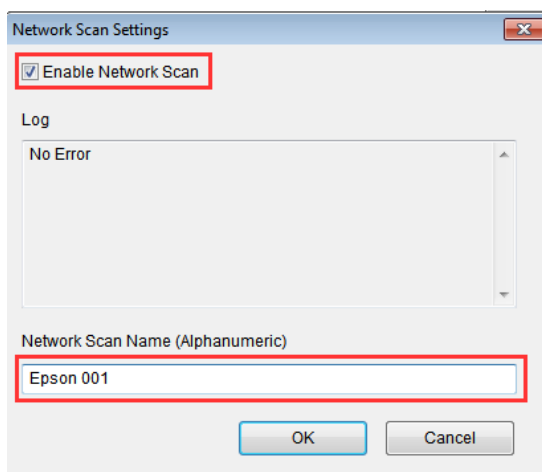 Network Scan Settings
Enable Network Scan
Log
No Error
Network Scan Name (Alphanumeric)
Epson 001
OK Cancel